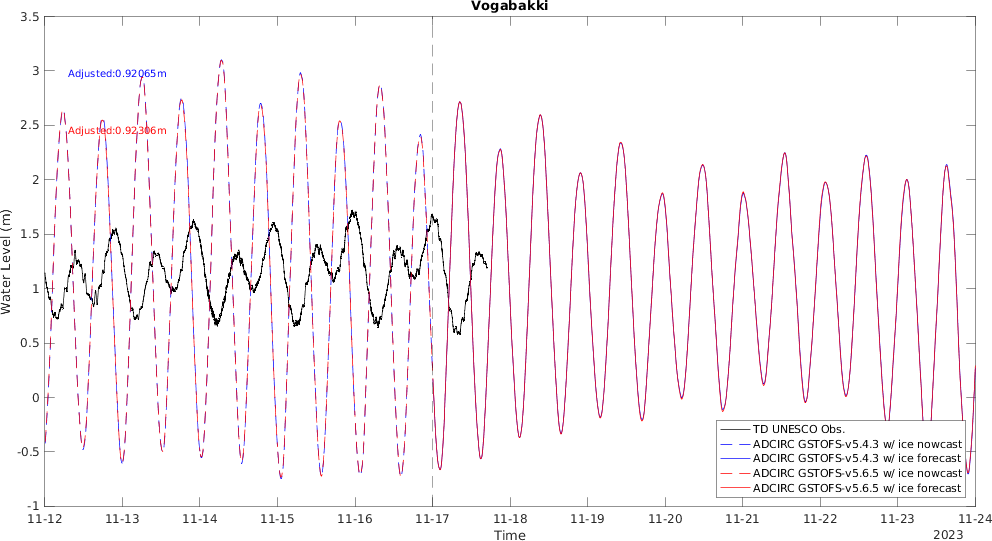 Vogabakki
3.5
3
2.5
2
1.5
1
0.5
0
-0.5
-1
Water Level (m)
Adjusted:0.92065m
Adjusted:0.92306m
TD UNESCO Obs.
ADCIRC GSTOFS-v5.4.3 w/ ice nowcast
ADCIRC GSTOFS-v5.4.3 w/ ice forecast
ADCIRC GSTOFS-v5.6.5 w/ ice nowcast
ADCIRC GSTOFS-v5.6.5 w/ ice forecast
11-12 11-13 11-14 11-15 11-16 11-17 11-18 11-19 11-20 11-21 11-22 11-23 11-24
Time
2023